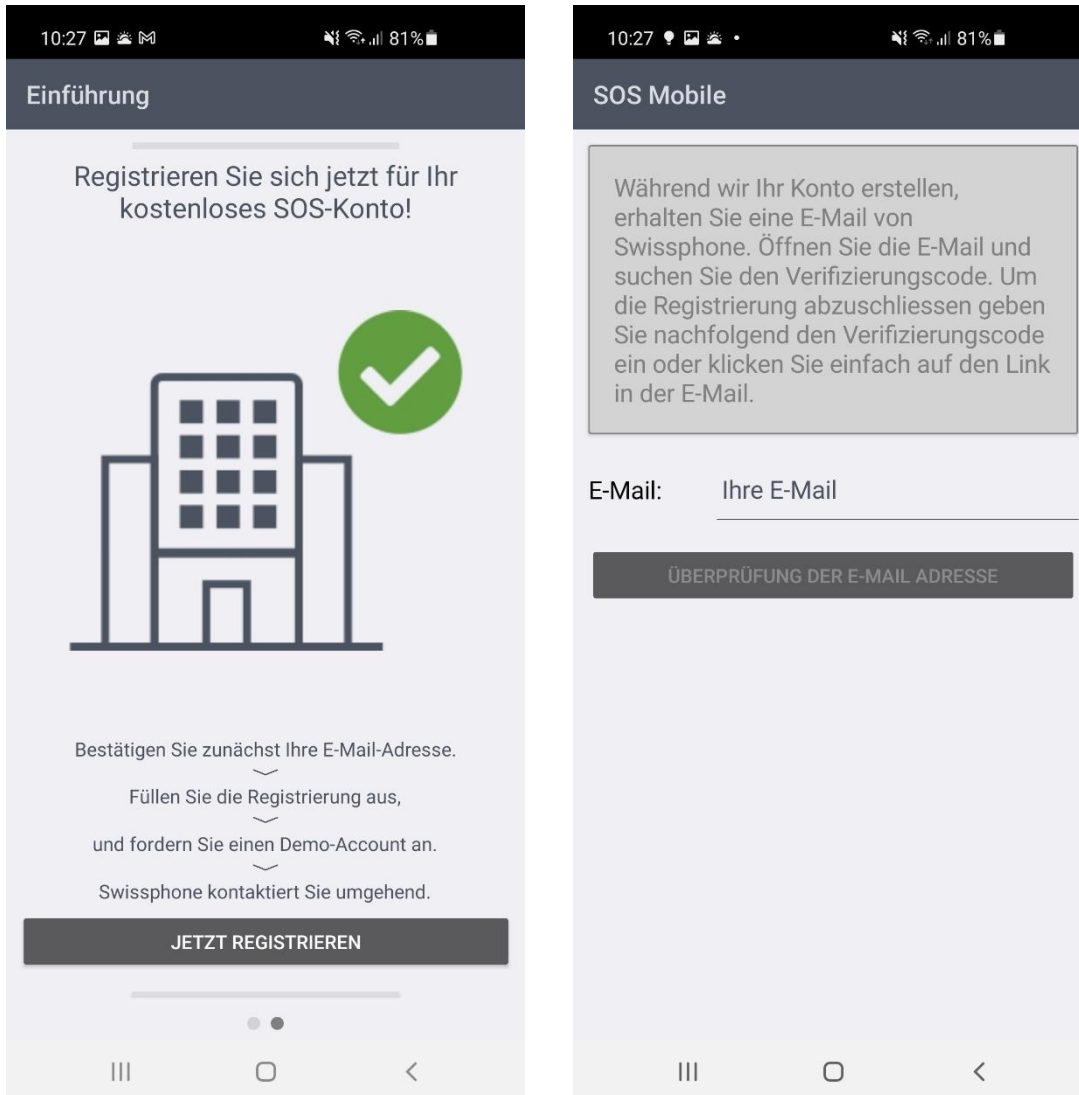 10:27 81%
Einführung
Registrieren Sie sich jetzt für Ihr
kostenloses SOS-Konto!
Bestätigen Sie zunächst Ihre E-Mail-Adresse.
Füllen Sie die Registrierung aus,
und fordern Sie einen Demo-Account an.
Swissphone kontaktiert Sie umgehend.
JETZT REGISTRIEREN
10:27 81%
SOS Mobile
Während wir Ihr Konto erstellen,
erhalten Sie eine E-Mail von
Swissphone. Öffnen Sie die E-Mail und
suchen Sie den Verifizierungscode. Um
die Registrierung abzuschliessen geben
Sie nachfolgend den Verifizierungscode
ein oder klicken Sie einfach auf den Link
in der E-Mail.
E-Mail: Ihre E-Mail
ÜBERPRÜFUNG DER E-MAIL ADRESSE